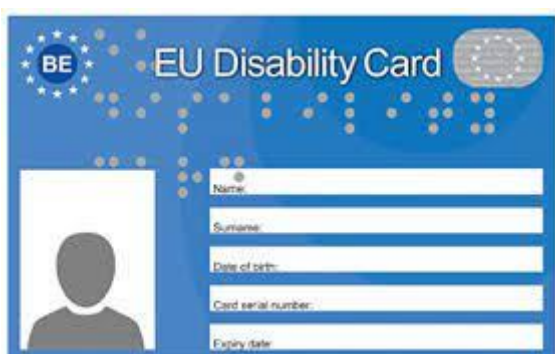 BE EU Disability Card
Name:
Surname:
Date of birth:
Card serial number:
Expiry date: